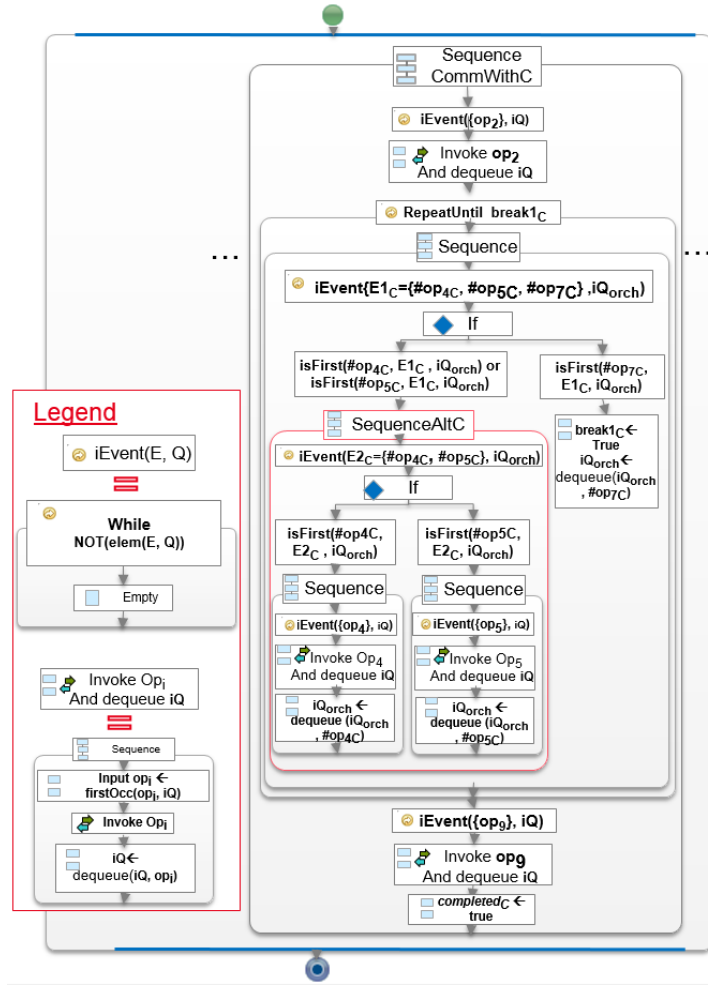 Sequence
CommWithC
iEvent({op2}, iQ)
Invoke op2
And dequeue iQ
RepeatUntil break1C
Sequence
...
...
iEvent{E1C={#op4C, #op5C, #op7C} ,iQorch)
If
isFirst(#op4C, E1C , iQorch) or
isFirst(#op5C, E1C, iQorch)
isFirst(#op7C,
E1C, iQorch)
SequenceAltC
break1C←
True
iQorch←
dequeue(iQorch
, #op7C)
iEvent(E2C={#op4C, #op5C}, iQorch)
If
isFirst(#op4C,
E2C , iQorch)
isFirst(#op5C,
E2C, iQorch)
Sequence
Sequence
iEvent({op4}, iQ)
iEvent({op5}, iQ)
Invoke Op4
And dequeue iQ
Invoke Op5
And dequeue iQ
iQorch ←
dequeue (iQorch
, #op4C)
iQorch ←
dequeue (iQorch
, #op5C)
iEvent({op9}, iQ)
Invoke op9
And dequeue iQ
completedC ←
true
Legend
iEvent(E, Q)
=
While
NOT(elem(E, Q))
Empty
Invoke Opi
And dequeue iQ
=
Sequence
Input opi ←
firstOcc(opi, iQ)
Invoke Opi
iQ←
dequeue(iQ, opi)